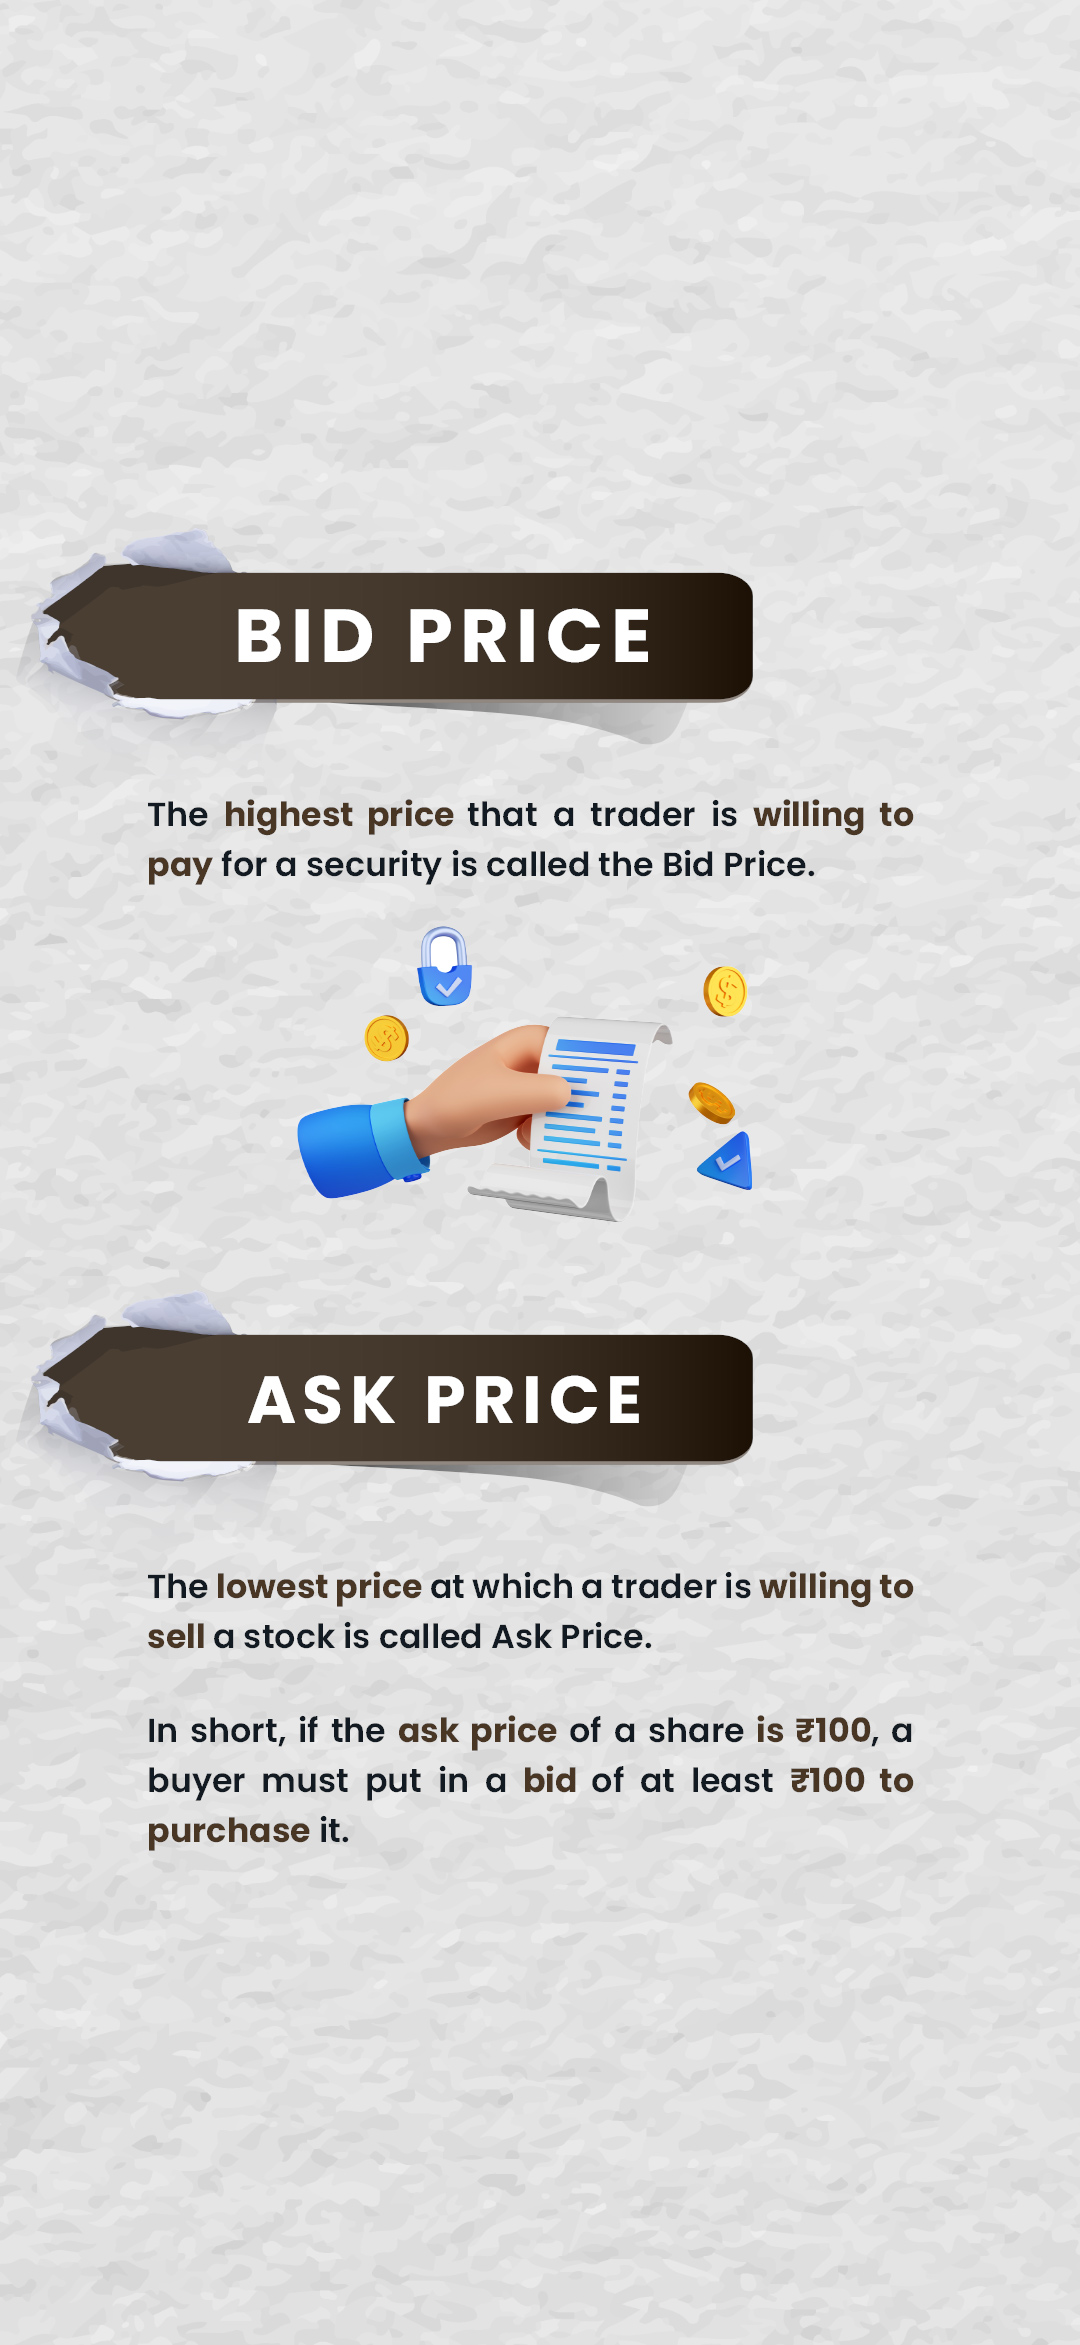 BID PRICE
The highest price that a trader is willing to
pay for a security is called the Bid Price.
ASK PRICE
The lowest price at which a trader is willing to
sell a stock is called Ask Price.
In short, if the ask price of a share is ₹100, a
buyer must put in a bid of at least ₹100 to
purchase it.